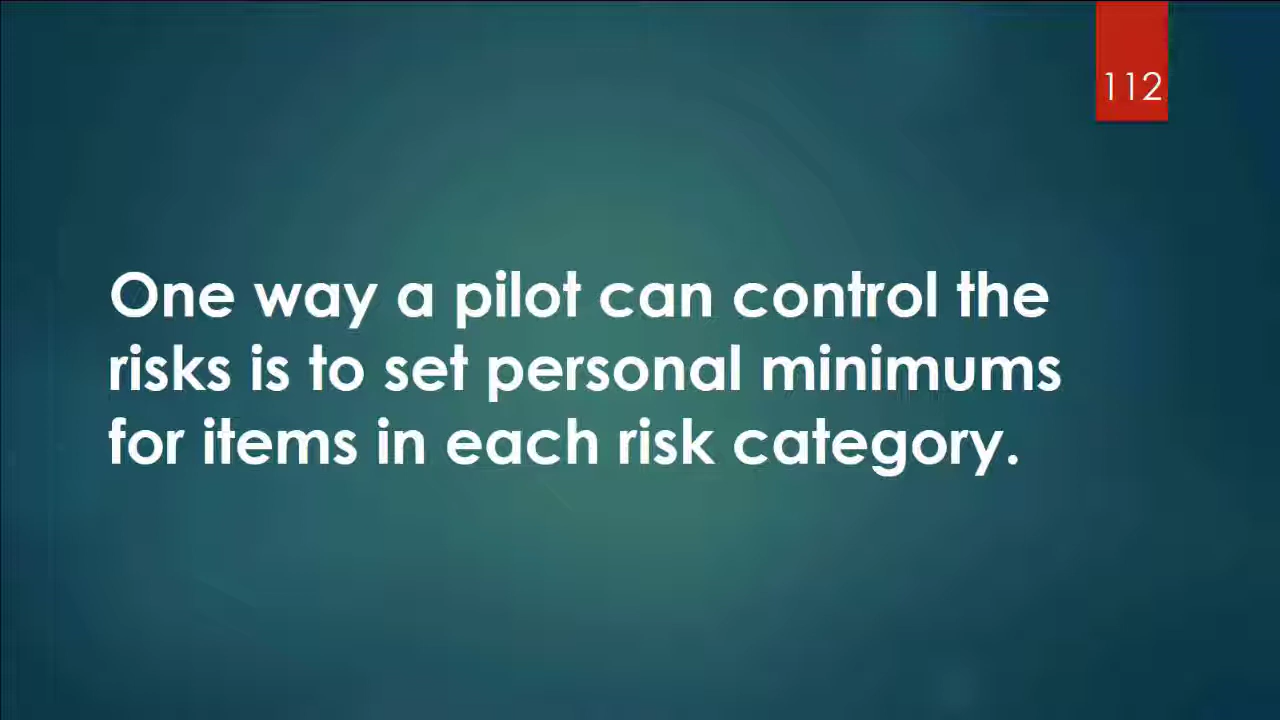 112
One way a pilot can control the
risks is to set personal minimums
for items in each risk category.